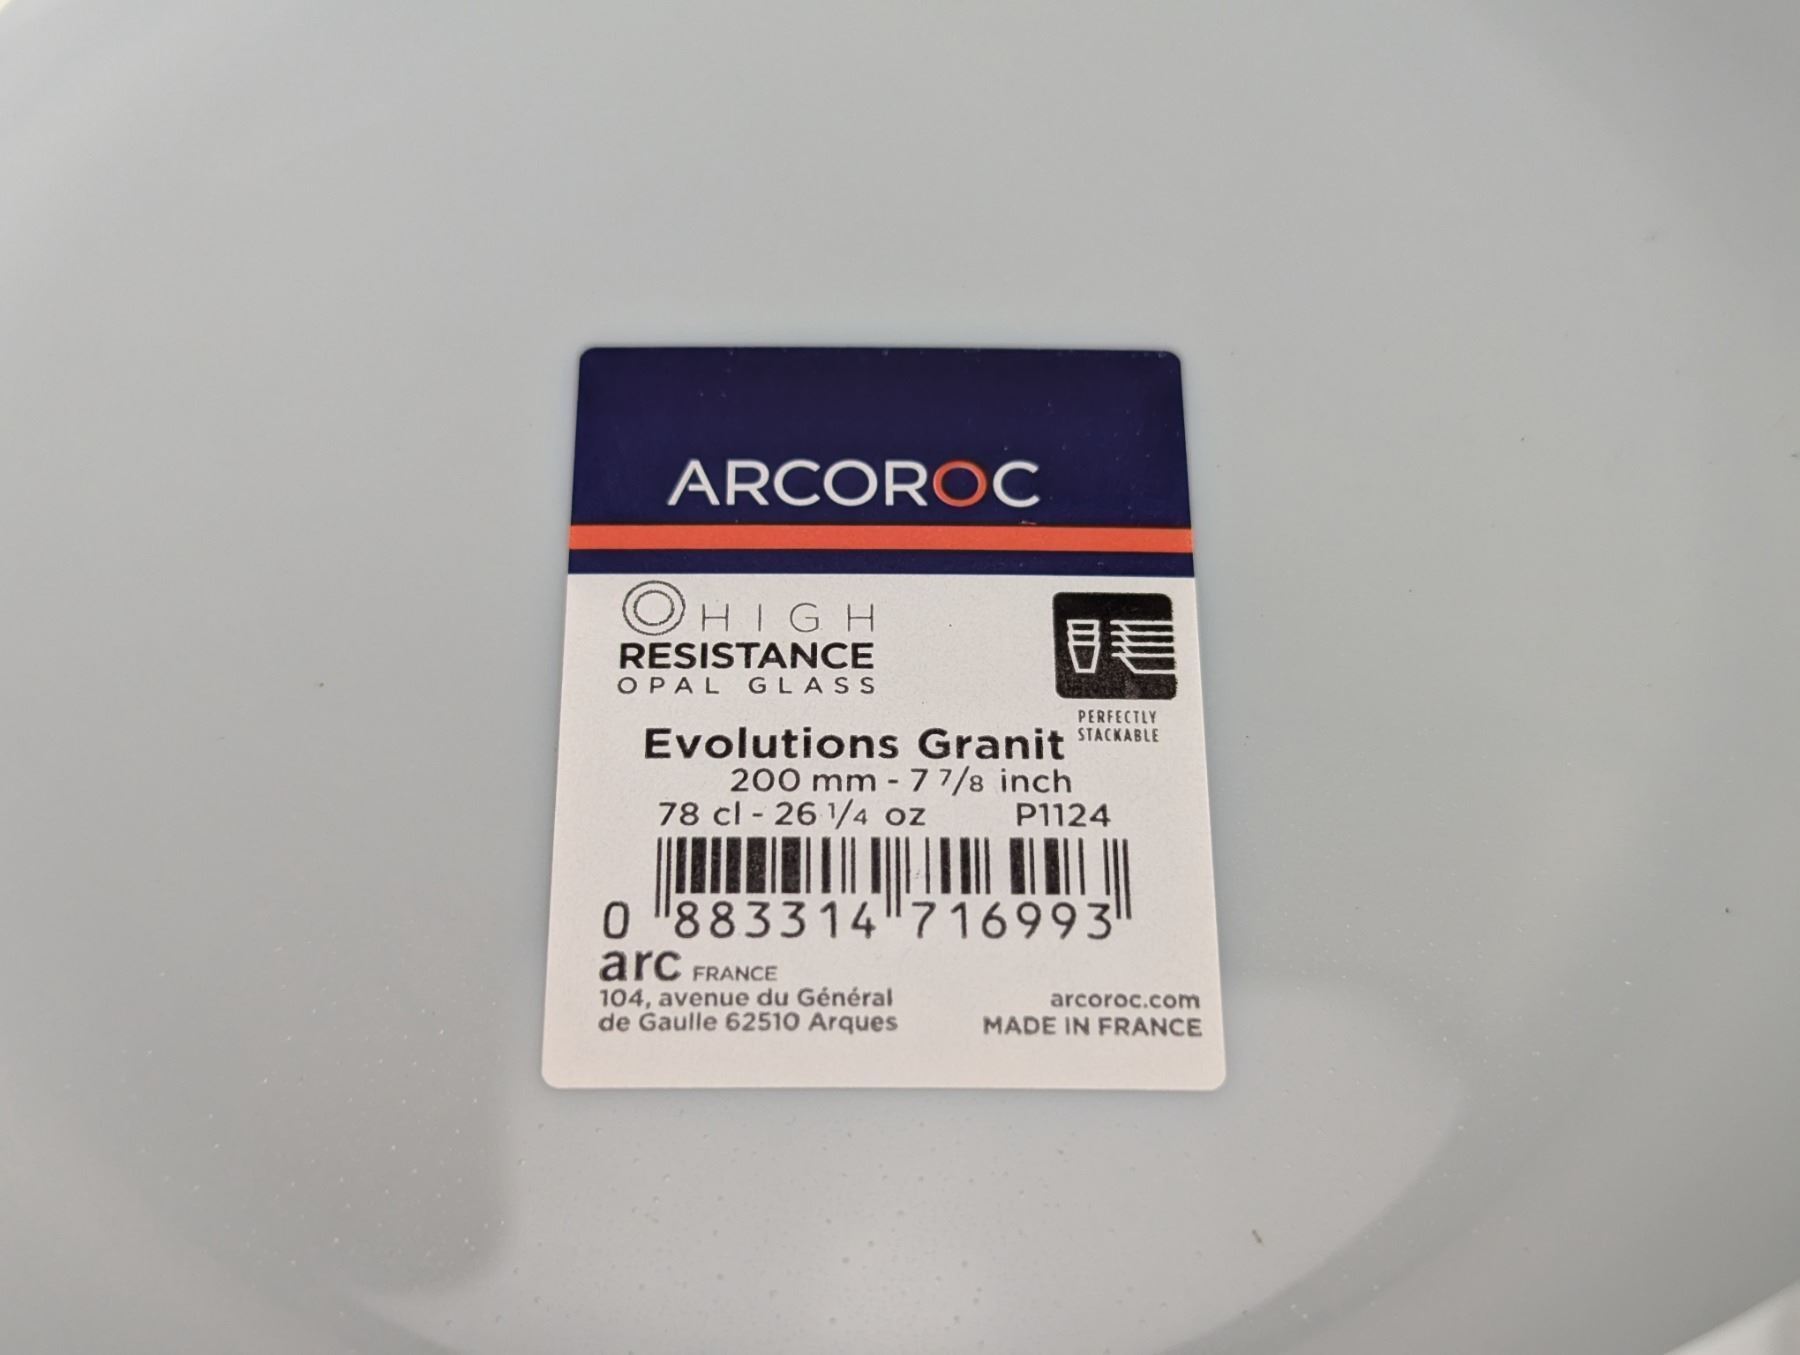 ARCOROC
HIGH
RESISTANCE
OPAL GLASS
PERFECTLY
STACKABLE
Evolutions Granit
200 mm - 7 7/8 inch
78 cl - 26 1/4 oz P1124
0 883314 716993
arc FRANCE
104, avenue du Général
de Gaulle 62510 Arques
arcoroc.com
MADE IN FRANCE